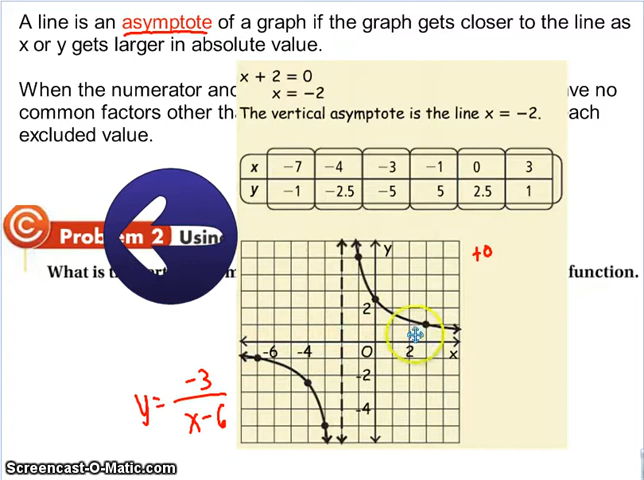 A line is an asymptote of a graph if the graph gets closer to the line as
x or y gets larger in absolute value.
When the numerator and
ve no
common factors other tha
ach
excluded value.
x + 2 = 0
x = −2
The vertical asymptote is the line x = −2.
x −7 −4 −3 −1 0 3
y −1 −2.5 −5 5 2.5 1
C
Problem 2 Using
What is
function.
y
+0
2
-6 -4 O 2 x
-2
-4
y = -3 / x-6
Screencast-O-Matic.com